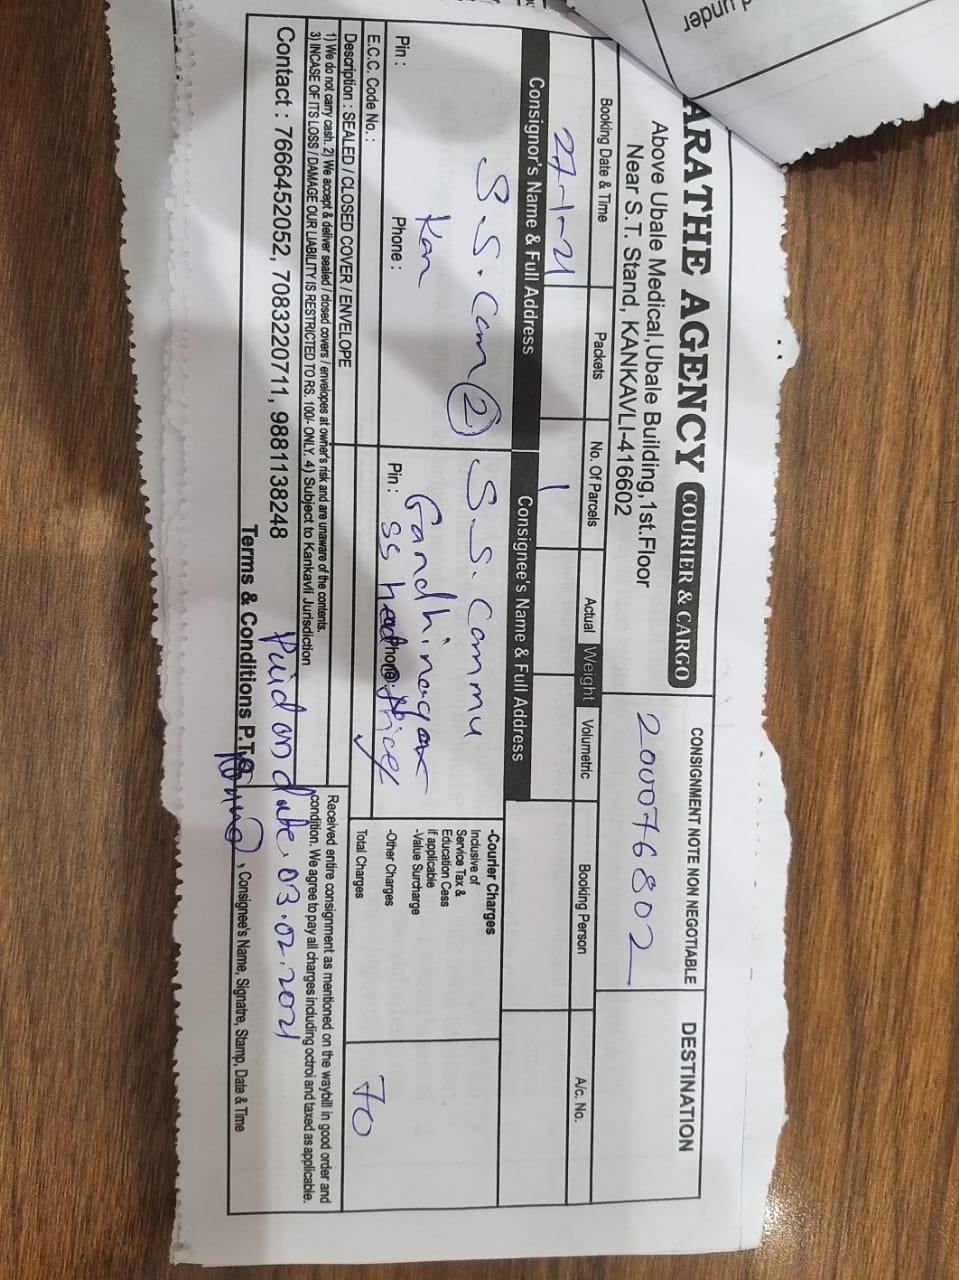 d under
ARATHE AGENCY COURIER & CARGO
Above Ubale Medical, Ubale Building, 1st. Floor
Near S.T. Stand, KANKAVLI-416602
CONSIGNMENT NOTE NON NEGOTIABLE
200076802
DESTINATION
Booking Date & Time
Packets
No. Of Parcels
Actual Weight Volumetric
Booking Person
A/c. No.
27-1-21
1
Consignor's Name & Full Address
Consignee's Name & Full Address
S.S. Cam 2
Kan
Pin : Phone :
S.S. Cammu
Gandhinagar
Pin : ss head office Phone :
-Courier Charges
Inclusive of
Service Tax &
Education Cess
if applicable
-Value Surcharge
-Other Charges
E.C.C. Code No. :
Total Charges
70
Description : SEALED / CLOSED COVER / ENVELOPE
1) We do not carry cash. 2) We accept & deliver sealed / closed covers / envelopes at owner's risk and are unaware of the contents.
3) INCASE OF ITS LOSS / DAMAGE OUR LIABILITY IS RESTRICTED TO RS. 100/- ONLY. 4) Subject to Kankavli Jurisdiction
Received entire consignment as mentioned on the waybill in good order and
condition. We agree to pay all charges including octroi and taxed as applicable.
Contact : 7666452052, 7083220711, 9881138248
Paid on date. 03.02.2021
Terms & Conditions P.T.O.
Consignee's Name, Signatre, Stamp, Date & Time